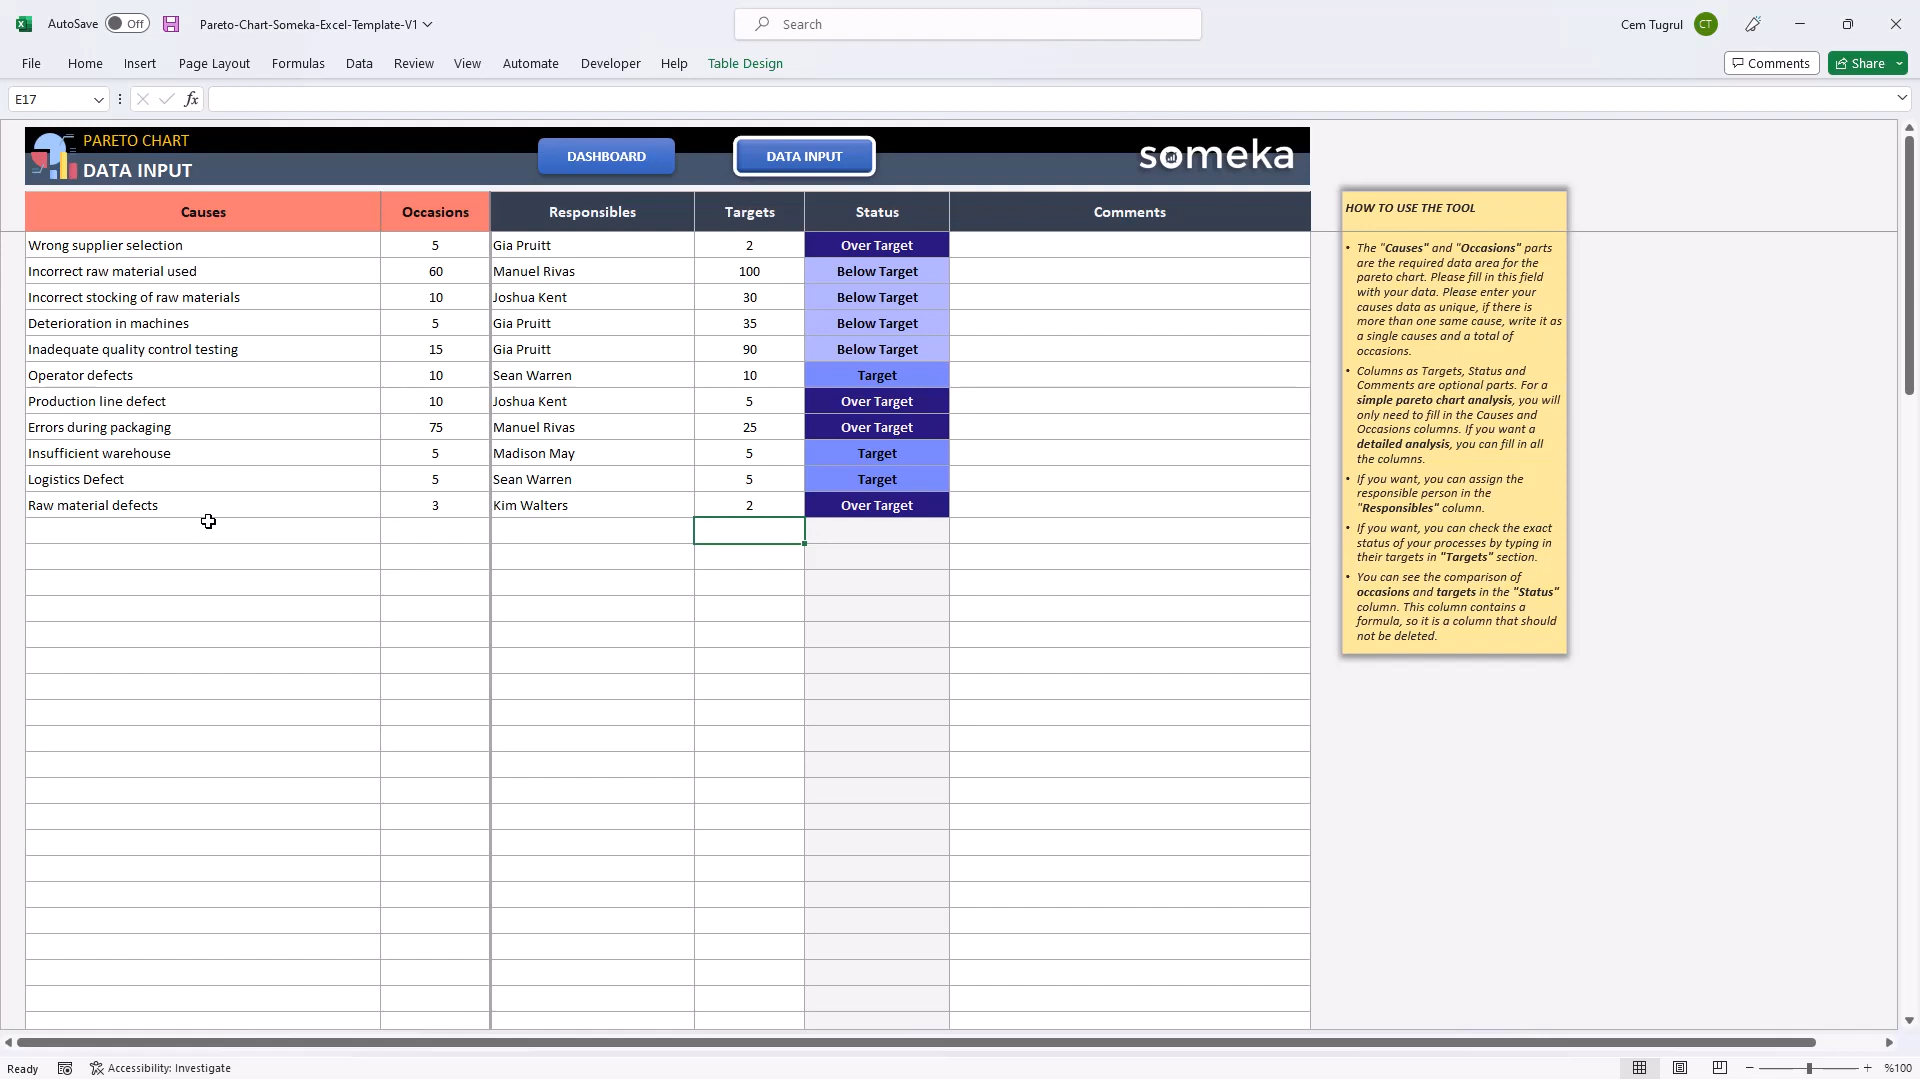 AutoSave Off Pareto-Chart-Someka-Excel-Template-V1 Search Cem Tugrul CT
File Home Insert Page Layout Formulas Data Review View Automate Developer Help Table Design Comments Share
E17 fx
PARETO CHART
DATA INPUT
DASHBOARD DATA INPUT someka
Causes Occasions Responsibles Targets Status Comments
Wrong supplier selection 5 Gia Pruitt 2 Over Target
Incorrect raw material used 60 Manuel Rivas 100 Below Target
Incorrect stocking of raw materials 10 Joshua Kent 30 Below Target
Deterioration in machines 5 Gia Pruitt 35 Below Target
Inadequate quality control testing 15 Gia Pruitt 90 Below Target
Operator defects 10 Sean Warren 10 Target
Production line defect 10 Joshua Kent 5 Over Target
Errors during packaging 75 Manuel Rivas 25 Over Target
Insufficient warehouse 5 Madison May 5 Target
Logistics Defect 5 Sean Warren 5 Target
Raw material defects 3 Kim Walters 2 Over Target
HOW TO USE THE TOOL
• The "Causes" and "Occasions" parts
are the required data area for the
pareto chart. Please fill in this field
with your data. Please enter your
causes data as unique, if there is
more than one same cause, write it as
a single causes and a total of
occasions.
• Columns as Targets, Status and
Comments are optional parts. For a
simple pareto chart analysis, you will
only need to fill in the Causes and
Occasions columns. If you want a
detailed analysis, you can fill in all
the columns.
• If you want, you can assign the
responsible person in the
"Responsibles" column.
• If you want, you can check the exact
status of your processes by typing in
their targets in "Targets" section.
• You can see the comparison of
occasions and targets in the "Status"
column. This column contains a
formula, so it is a column that should
not be deleted.
Ready Accessibility: Investigate %100